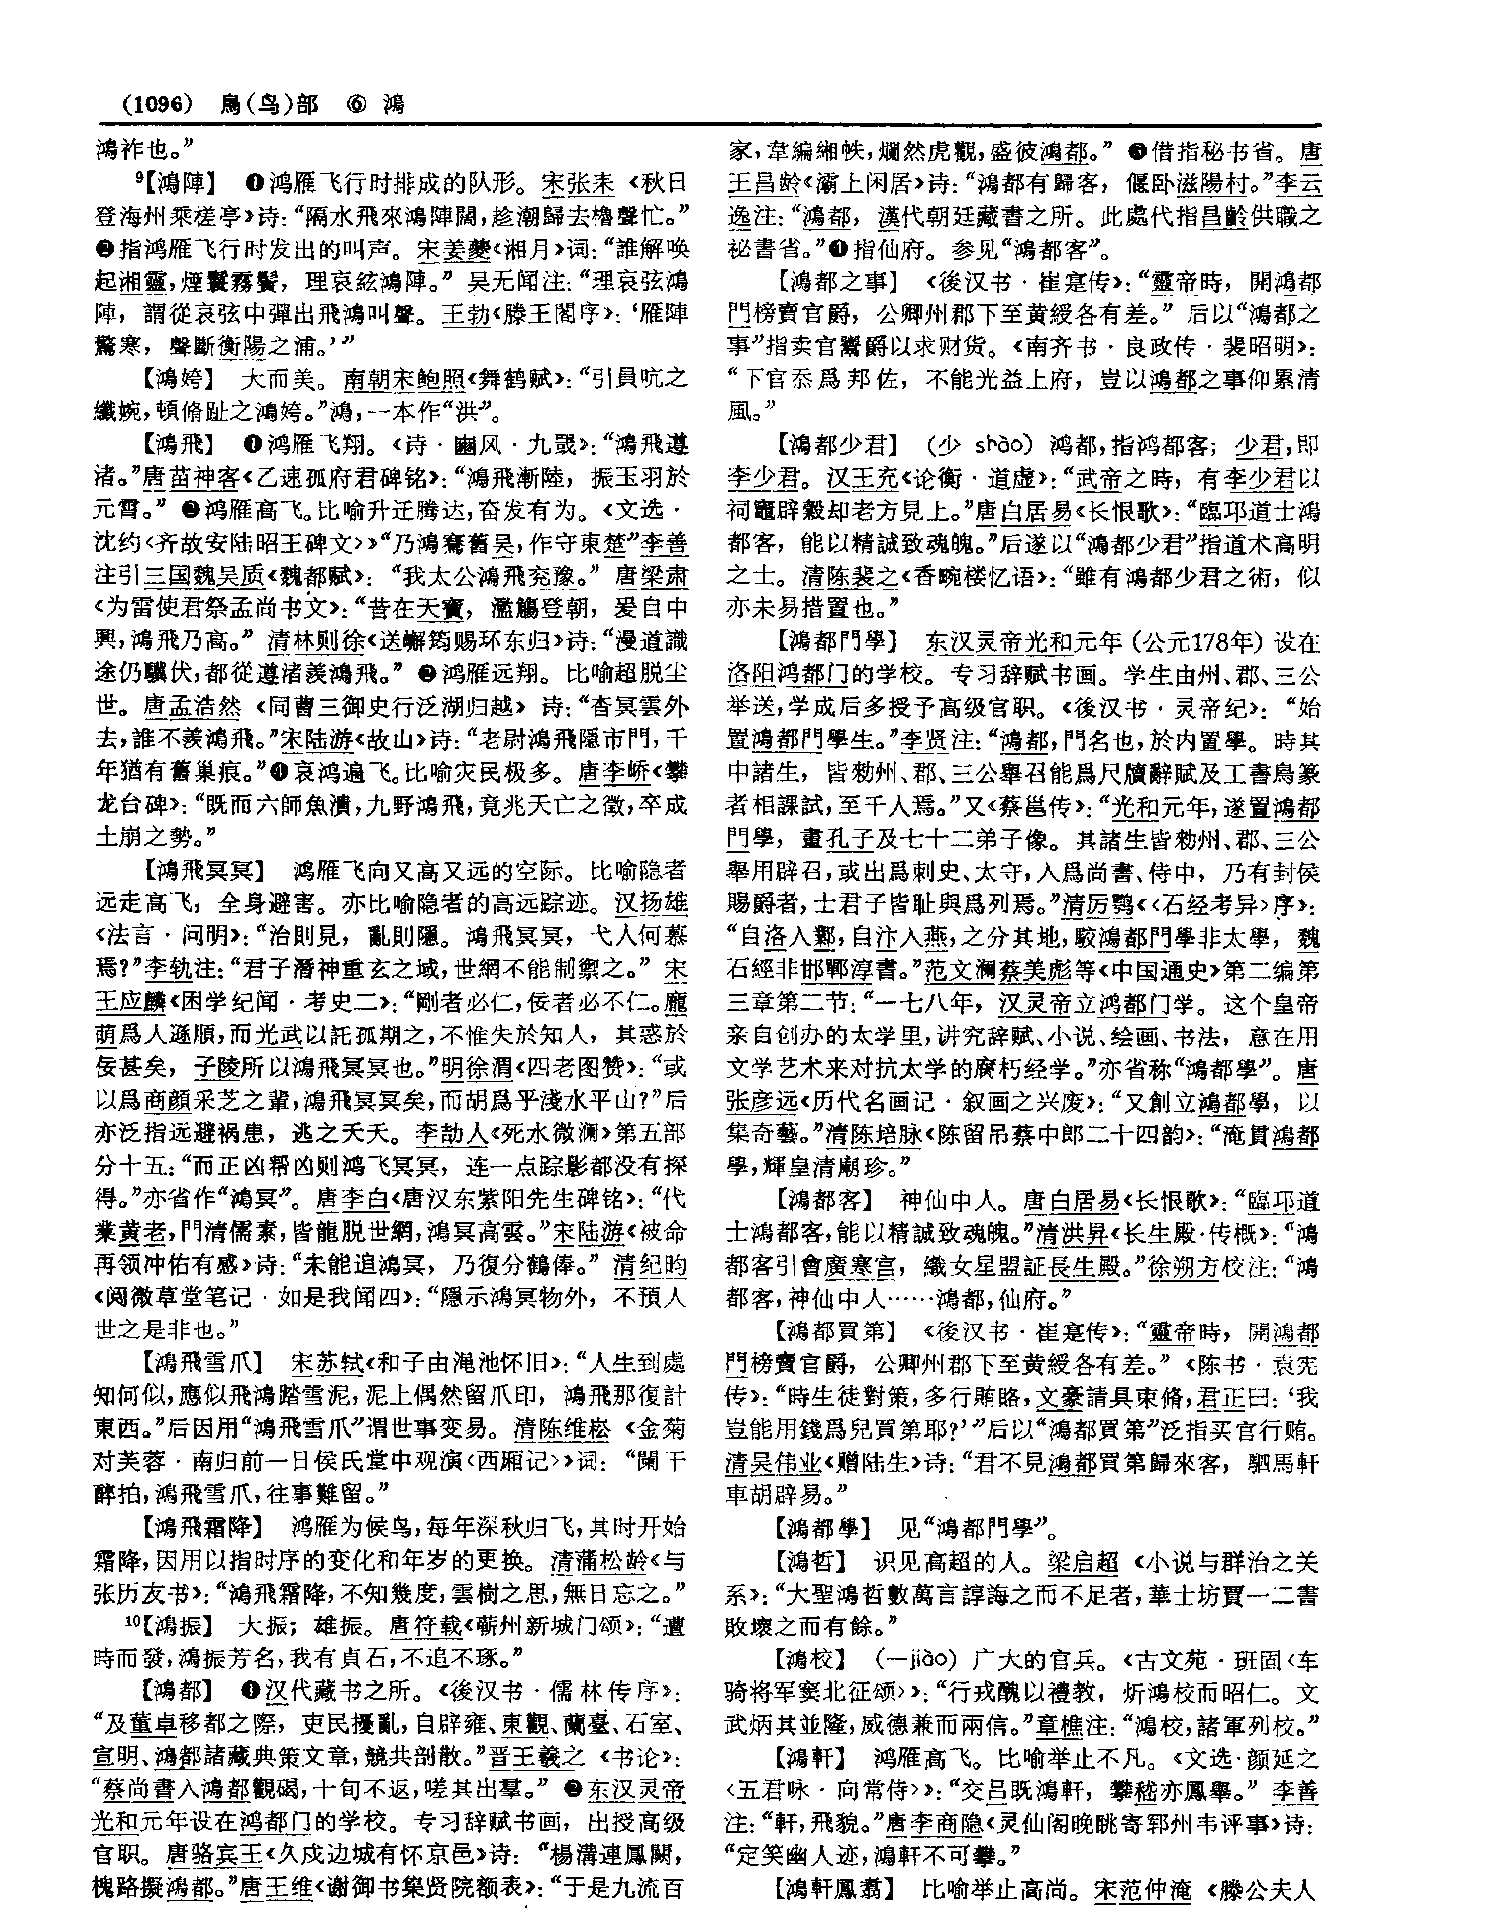 (1096) 鳥(鸟)部 ⑥ 鴻
鴻祚也。”
⁹【鴻陣】 ❶鸿雁飞行时排成的队形。宋张耒《秋日
登海州乘槎亭》诗：“隔水飛來鴻陣闊，趁潮歸去櫓聲忙。”
❷指鸿雁飞行时发出的叫声。宋姜夔《湘月》词：“誰解唤
起湘靈，煙鬟霧鬢，理哀絃鴻陣。”吴无闻注：“理哀弦鴻
陣，謂從哀弦中彈出飛鴻叫聲。王勃《滕王閣序》：‘雁陣
驚寒，聲斷衡陽之浦。’”
【鴻姱】 大而美。南朝宋鲍照《舞鹤赋》：“引員吭之
纖婉，頓脩趾之鴻姱。”鴻，一本作“洪”。
【鴻飛】 ❶鸿雁飞翔。《诗·豳风·九罭》：“鴻飛遵
渚。”唐苗神客《乙速孤府君碑铭》：“鴻飛漸陸，振玉羽於
元霄。”❷鸿雁高飞。比喻升迁腾达，奋发有为。《文选·
沈约〈齐故安陆昭王碑文〉》“乃鴻騫舊吴，作守東楚”李善
注引三国魏吴质《魏都赋》：“我太公鴻飛兖豫。”唐梁肃
《为雷使君祭孟尚书文》：“昔在天寶，濫觴登朝，爰自中
興，鴻飛乃高。”清林则徐《送嶰筠赐环东归》诗：“漫道識
途仍驥伏，都從遵渚羨鴻飛。”❸鸿雁远翔。比喻超脱尘
世。唐孟浩然《同曹三御史行泛湖归越》诗：“杳冥雲外
去，誰不羨鴻飛。”宋陆游《故山》诗：“老尉鴻飛隱市門，千
年猶有舊巢痕。”❹哀鸿遍飞。比喻灾民极多。唐李峤《攀
龙台碑》：“既而六師魚潰，九野鴻飛，竟兆天亡之徵，卒成
土崩之勢。”
【鴻飛冥冥】 鸿雁飞向又高又远的空际。比喻隐者
远走高飞，全身避害。亦比喻隐者的高远踪迹。汉扬雄
《法言·问明》：“治則見，亂則隱。鴻飛冥冥，弋人何慕
焉？”李轨注：“君子潛神重玄之域，世網不能制禦之。”宋
王应麟《困学纪闻·考史二》：“剛者必仁，佞者必不仁。龐
萌爲人遜順，而光武以託孤期之，不惟失於知人，其惑於
佞甚矣，子陵所以鴻飛冥冥也。”明徐渭《四老图赞》：“或
以爲商顔采芝之輩，鴻飛冥冥矣，而胡爲乎淺水平山？”后
亦泛指远避祸患，逃之夭夭。李劼人《死水微澜》第五部
分十五：“而正凶帮凶则鸿飞冥冥，连一点踪影都没有探
得。”亦省作“鴻冥”。唐李白《唐汉东紫阳先生碑铭》：“代
業黄老，門清儒素，皆龍脱世網，鴻冥高雲。”宋陆游《被命
再领冲佑有感》诗：“未能追鴻冥，乃復分鶴俸。”清纪昀
《阅微草堂笔记·如是我闻四》：“隱示鴻冥物外，不預人
世之是非也。”
【鴻飛雪爪】 宋苏轼《和子由渑池怀旧》：“人生到處
知何似，應似飛鴻踏雪泥，泥上偶然留爪印，鴻飛那復計
東西。”后因用“鴻飛雪爪”谓世事变易。清陈维崧《金菊
对芙蓉·南归前一日侯氏堂中观演〈西厢记〉》词：“闌干
醉拍，鴻飛雪爪，往事難留。”
【鴻飛霜降】 鸿雁为候鸟，每年深秋归飞，其时开始
霜降，因用以指时序的变化和年岁的更换。清蒲松龄《与
张历友书》：“鴻飛霜降，不知幾度，雲樹之思，無日忘之。”
¹⁰【鴻振】 大振；雄振。唐符载《蕲州新城门颂》：“遭
時而發，鴻振芳名，我有貞石，不追不琢。”
【鴻都】 ❶汉代藏书之所。《後汉书·儒林传序》：
“及董卓移都之際，吏民擾亂，自辟雍、東觀、蘭臺、石室、
宣明、鴻都諸藏典策文章，競共剖散。”晋王羲之《书论》：
“蔡尚書入鴻都觀碣，十旬不返，嗟其出羣。”❷东汉灵帝
光和元年设在鸿都门的学校。专习辞赋书画，出授高级
官职。唐骆宾王《久戍边城有怀京邑》诗：“楊溝連鳳闕，
槐路擬鴻都。”唐王维《谢御书集贤院额表》：“于是九流百
家，韋編緗帙，爛然虎觀，盛彼鴻都。”❸借指秘书省。唐
王昌龄《灞上闲居》诗：“鴻都有歸客，偃卧滋陽村。”李云
逸注：“鴻都，漢代朝廷藏書之所。此處代指昌齡供職之
祕書省。”❹指仙府。参见“鴻都客”。
【鴻都之事】 《後汉书·崔寔传》：“靈帝時，開鴻都
門榜賣官爵，公卿州郡下至黄綬各有差。”后以“鴻都之
事”指卖官鬻爵以求财货。《南齐书·良政传·裴昭明》：
“下官忝爲邦佐，不能光益上府，豈以鴻都之事仰累清
風。”
【鴻都少君】 （少 shào）鸿都，指鸿都客；少君，即
李少君。汉王充《论衡·道虚》：“武帝之時，有李少君以
祠竈辟穀却老方見上。”唐白居易《长恨歌》：“臨邛道士鴻
都客，能以精誠致魂魄。”后遂以“鴻都少君”指道术高明
之士。清陈裴之《香畹楼忆语》：“雖有鴻都少君之術，似
亦未易措置也。”
【鴻都門學】 东汉灵帝光和元年（公元178年）设在
洛阳鸿都门的学校。专习辞赋书画。学生由州、郡、三公
举送，学成后多授予高级官职。《後汉书·灵帝纪》：“始
置鴻都門學生。”李贤注：“鴻都，門名也，於内置學。時其
中諸生，皆勑州、郡、三公舉召能爲尺牘辭賦及工書鳥篆
者相課試，至千人焉。”又《蔡邕传》：“光和元年，遂置鴻都
門學，畫孔子及七十二弟子像。其諸生皆勑州、郡、三公
舉用辟召，或出爲刺史、太守，入爲尚書、侍中，乃有封侯
賜爵者，士君子皆耻與爲列焉。”清厉鹗《〈石经考异〉序》：
“自洛入鄴，自汴入燕，之分其地，駮鴻都門學非太學，魏
石經非邯鄲淳書。”范文澜蔡美彪等《中国通史》第二编第
三章第二节：“一七八年，汉灵帝立鸿都门学。这个皇帝
亲自创办的太学里，讲究辞赋、小说、绘画、书法，意在用
文学艺术来对抗太学的腐朽经学。”亦省称“鴻都學”。唐
张彦远《历代名画记·叙画之兴废》：“又創立鴻都學，以
集奇藝。”清陈培脉《陈留吊蔡中郎二十四韵》：“淹貫鴻都
學，輝皇清廟珍。”
【鴻都客】 神仙中人。唐白居易《长恨歌》：“臨邛道
士鴻都客，能以精誠致魂魄。”清洪昇《长生殿·传概》：“鴻
都客引會廣寒宫，織女星盟証長生殿。”徐朔方校注：“鴻
都客，神仙中人……鴻都，仙府。”
【鴻都買第】 《後汉书·崔寔传》：“靈帝時，開鴻都
門榜賣官爵，公卿州郡下至黄綬各有差。”《陈书·袁宪
传》：“時生徒對策，多行賄賂，文豪請具束脩，君正曰：‘我
豈能用錢爲兒買第耶？’”后以“鴻都買第”泛指买官行贿。
清吴伟业《赠陆生》诗：“君不見鴻都買第歸來客，駟馬軒
車胡辟易。”
【鴻都學】 见“鴻都門學”。
【鴻哲】 识见高超的人。梁启超《小说与群治之关
系》：“大聖鴻哲數萬言諄誨之而不足者，華士坊賈一二書
敗壞之而有餘。”
【鴻校】 （—jiào）广大的官兵。《古文苑·班固〈车
骑将军窦北征颂〉》：“行戎醜以禮教，炘鴻校而昭仁。文
武炳其並隆，威德兼而兩信。”章樵注：“鴻校，諸軍列校。”
【鴻軒】 鸿雁高飞。比喻举止不凡。《文选·颜延之
〈五君咏·向常侍〉》：“交吕既鴻軒，攀嵇亦鳳舉。”李善
注：“軒，飛貌。”唐李商隐《灵仙阁晚眺寄郓州韦评事》诗：
“定笑幽人迹，鴻軒不可攀。”
【鴻軒鳳翥】 比喻举止高尚。宋范仲淹《滕公夫人